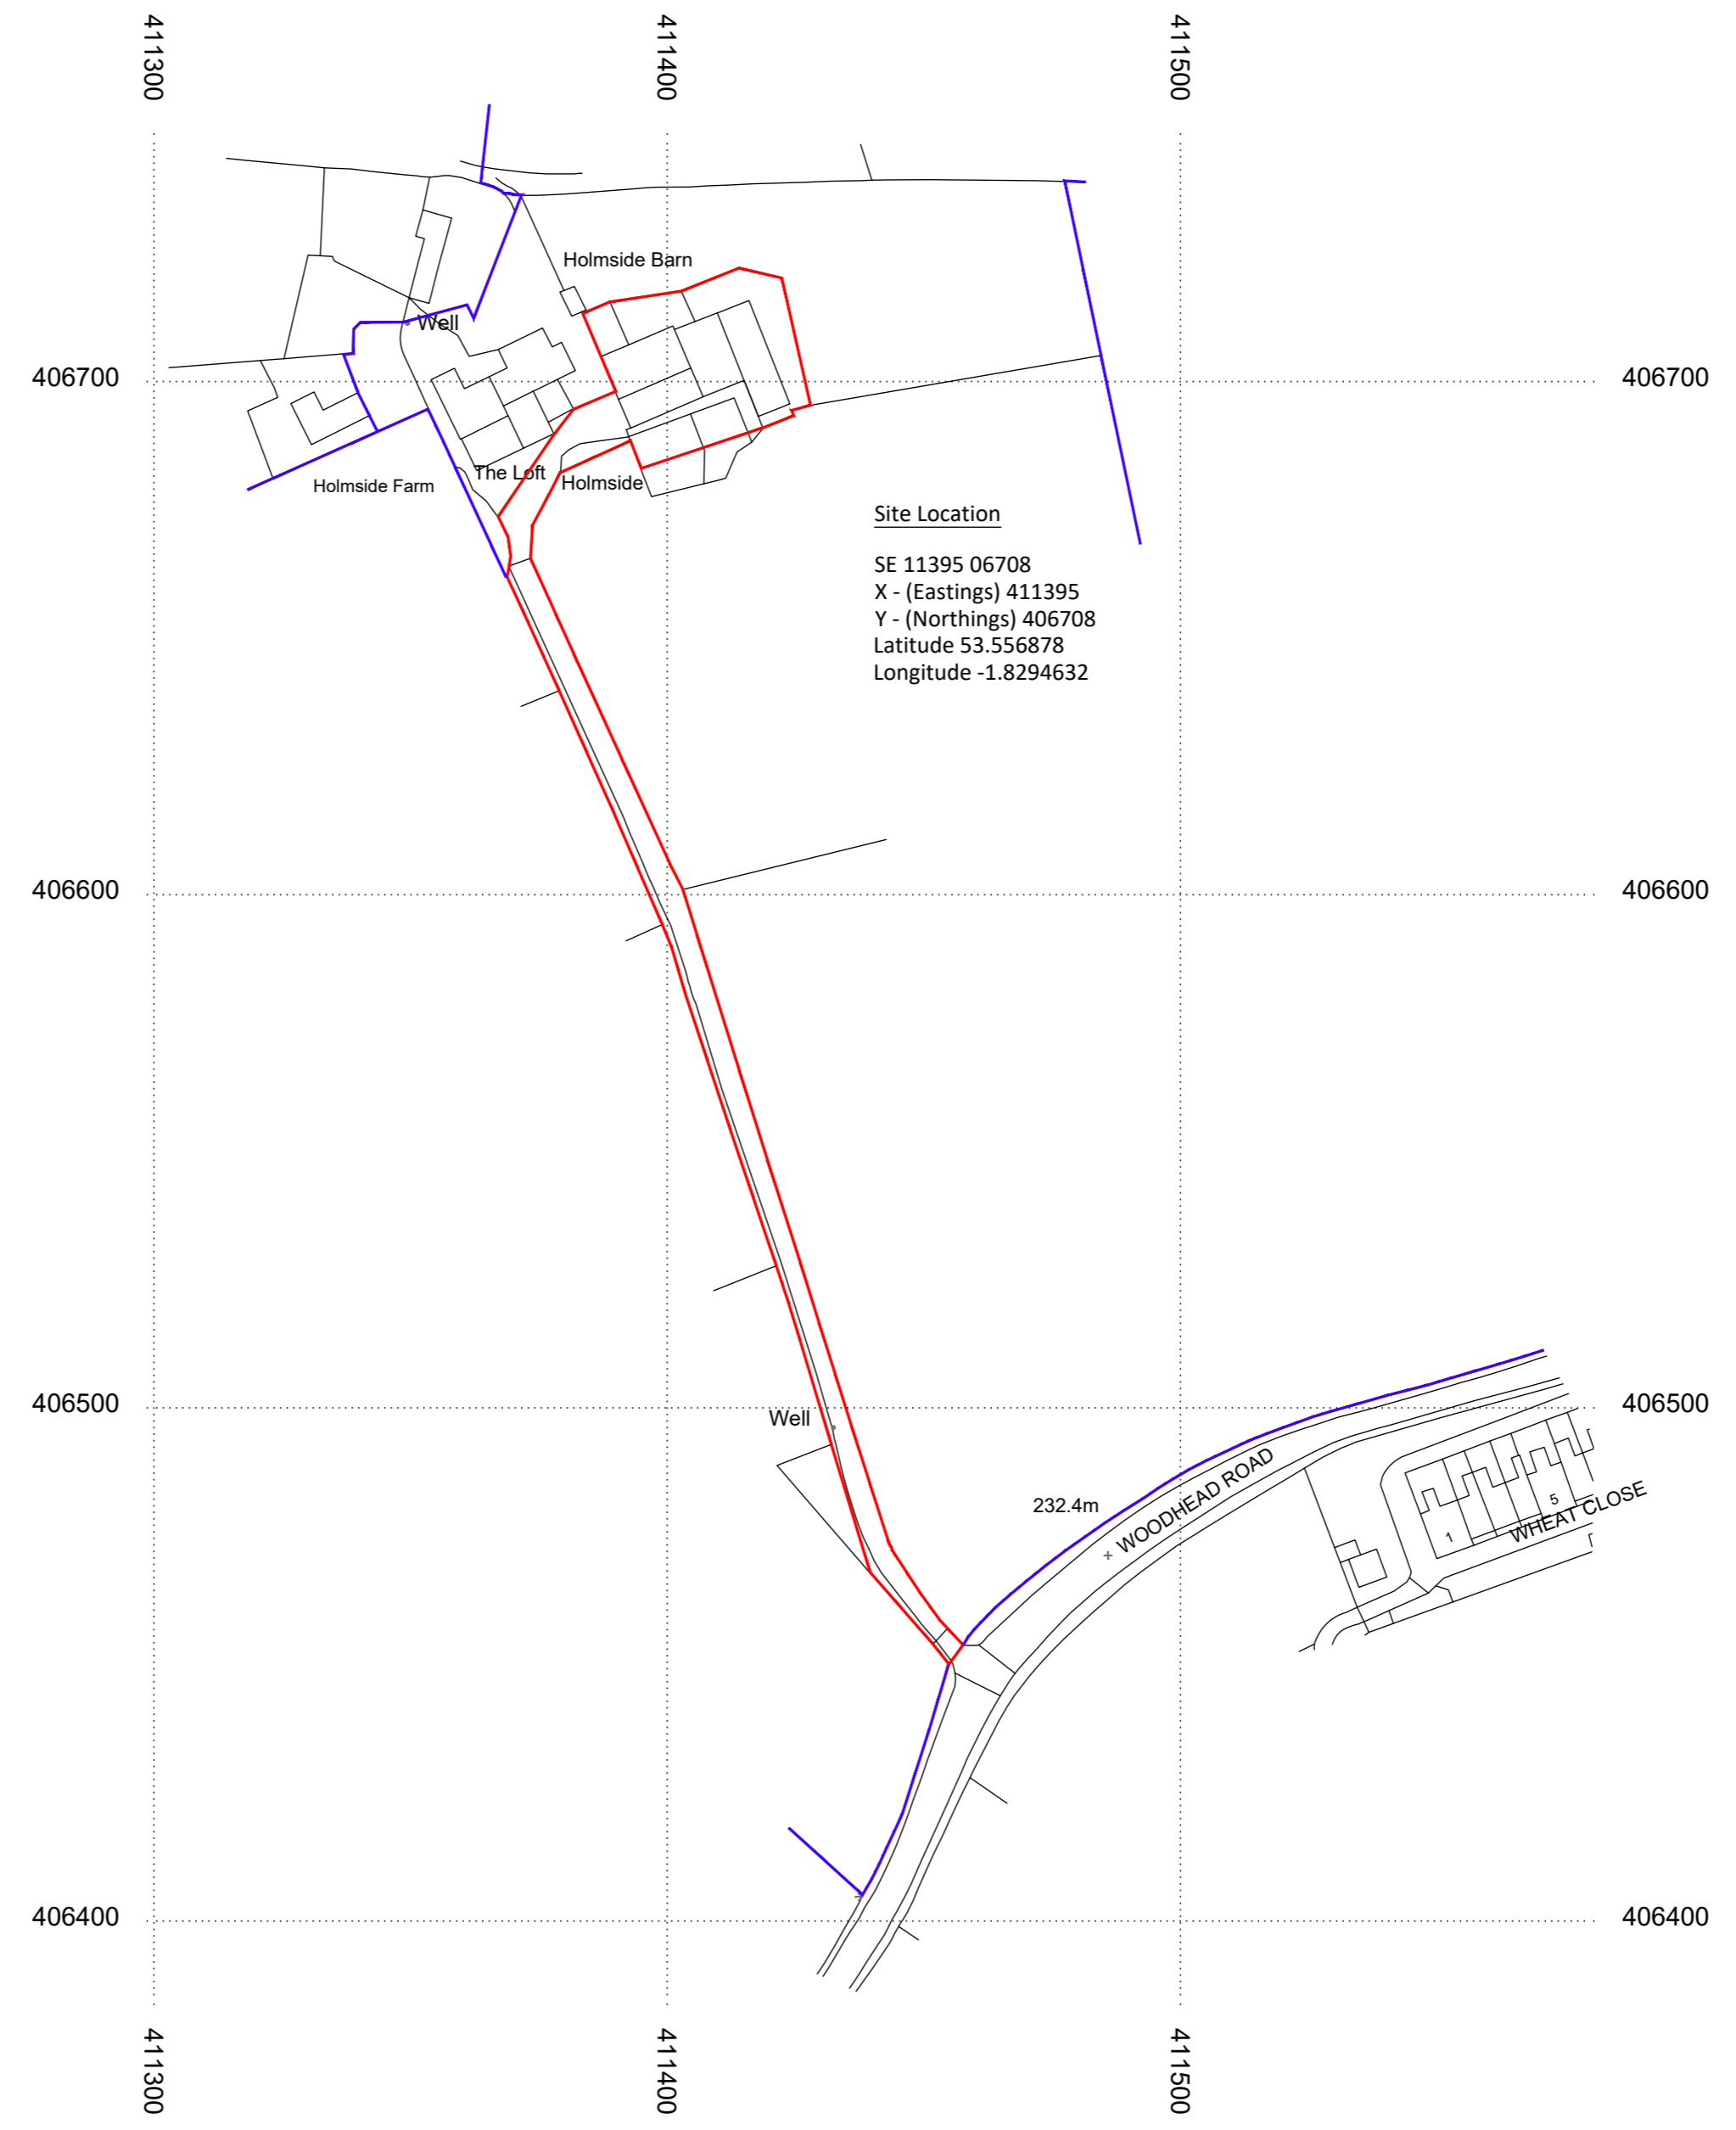 411300
411400
411500
Holmside Barn
Well
406700
406700
The Loft
Holmside
Holmside Farm
Site Location
SE 11395 06708
X - (Eastings) 411395
Y - (Northings) 406708
Latitude 53.556878
Longitude -1.8294632
406600
406600
406500
406500
Well
232.4m
WOODHEAD ROAD
1
5
WHEAT CLOSE
406400
406400
411300
411400
411500